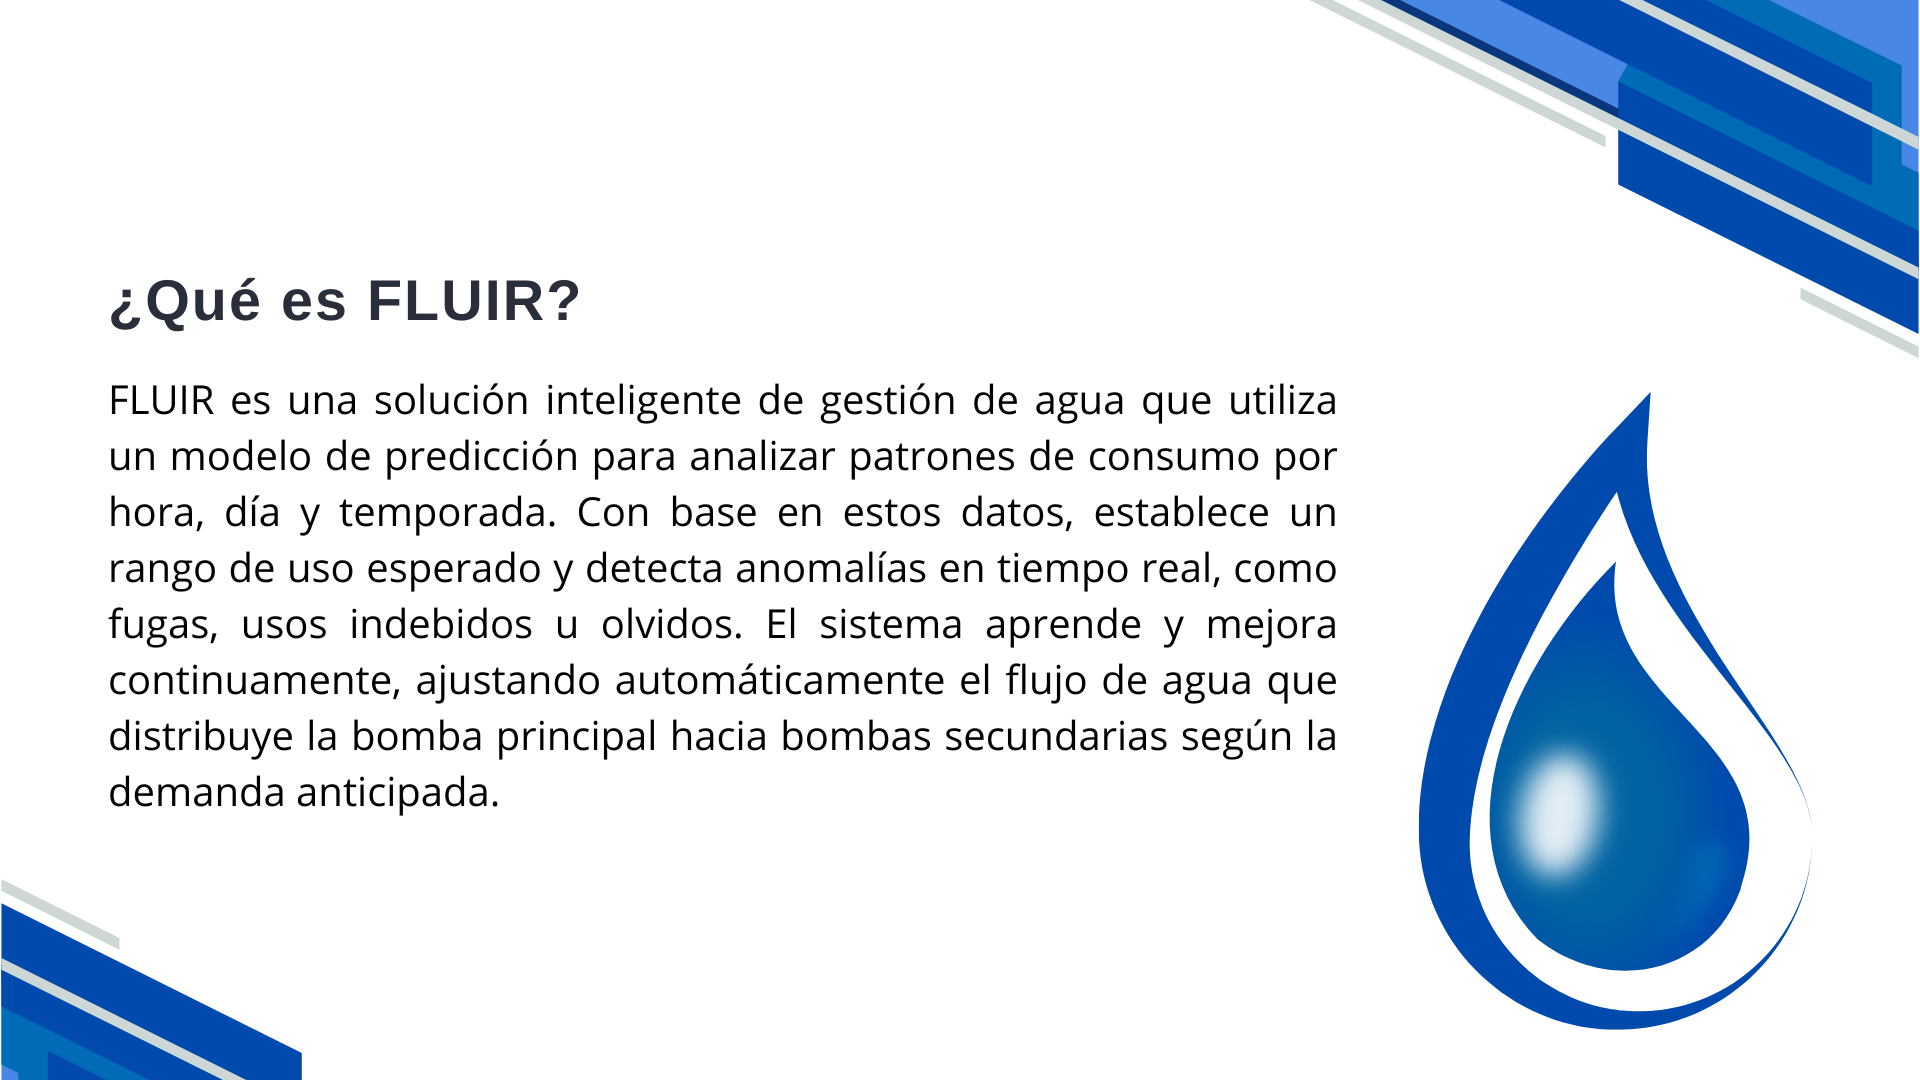 ¿Qué es FLUIR?
FLUIR es una solución inteligente de gestión de agua que utiliza
un modelo de predicción para analizar patrones de consumo por
hora, día y temporada. Con base en estos datos, establece un
rango de uso esperado y detecta anomalías en tiempo real, como
fugas, usos indebidos u olvidos. El sistema aprende y mejora
continuamente, ajustando automáticamente el flujo de agua que
distribuye la bomba principal hacia bombas secundarias según la
demanda anticipada.